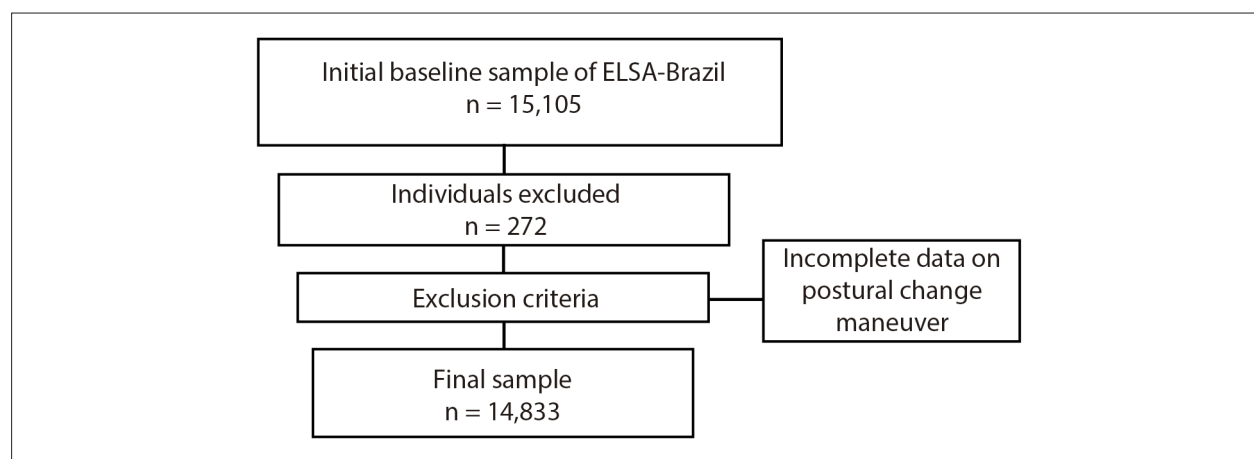 Initial baseline sample of ELSA-Brazil
n = 15,105
Individuals excluded
n = 272
Exclusion criteria
Incomplete data on
postural change
maneuver
Final sample
n = 14,833